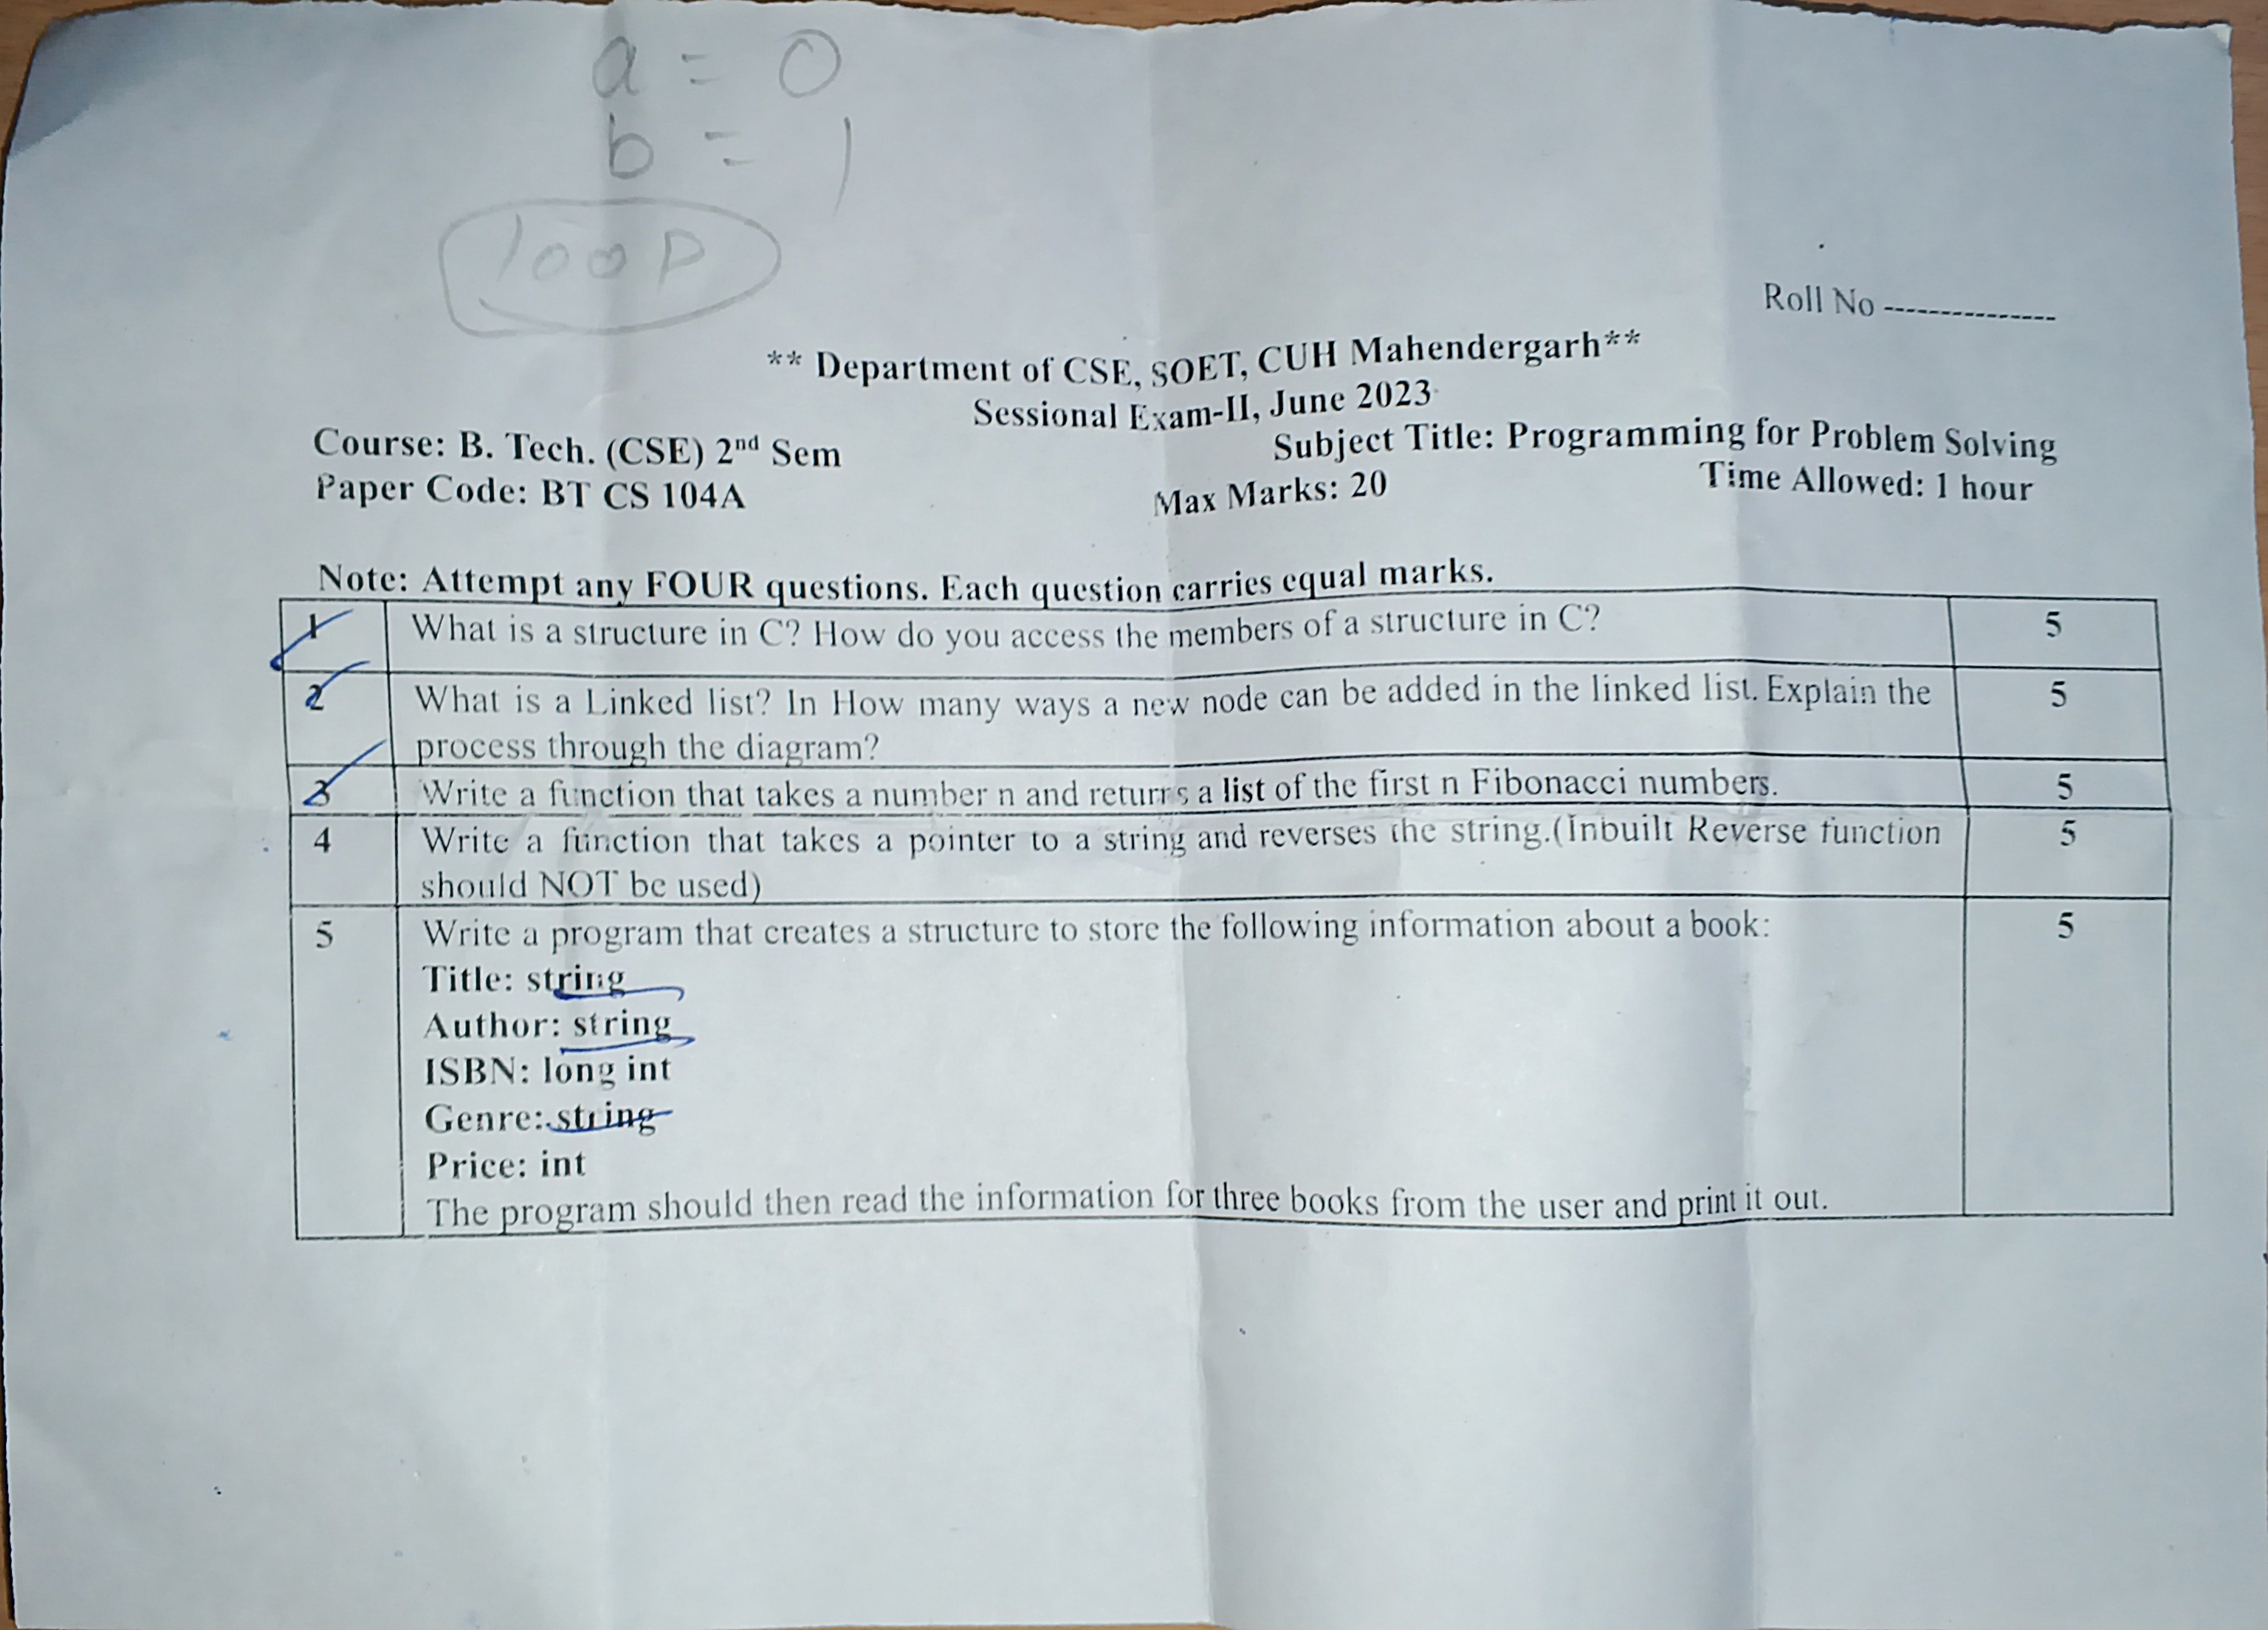 a = 0
b = 1
loop
Roll No ---------------
** Department of CSE, SOET, CUH Mahendergarh**
Sessional Exam-II, June 2023
Course: B. Tech. (CSE) 2nd Sem Subject Title: Programming for Problem Solving
Paper Code: BT CS 104A Max Marks: 20 Time Allowed: 1 hour
Note: Attempt any FOUR questions. Each question carries equal marks.
1 What is a structure in C? How do you access the members of a structure in C? 5
2 What is a Linked list? In How many ways a new node can be added in the linked list. Explain the 5
process through the diagram?
3 Write a function that takes a number n and returns a list of the first n Fibonacci numbers. 5
4 Write a function that takes a pointer to a string and reverses the string.(Inbuilt Reverse function 5
should NOT be used)
5 Write a program that creates a structure to store the following information about a book: 5
Title: string
Author: string
ISBN: long int
Genre: string
Price: int
The program should then read the information for three books from the user and print it out.